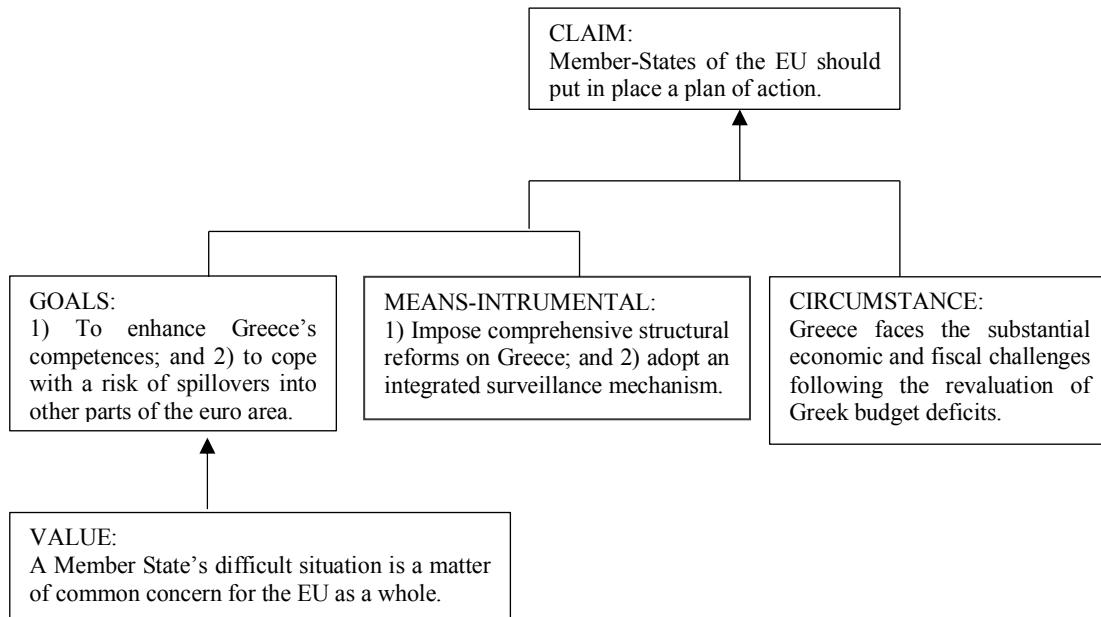 CLAIM:
Member-States of the EU should
put in place a plan of action.
GOALS:
1) To enhance Greece's
competences; and 2) to cope
with a risk of spillovers into
other parts of the euro area.
MEANS-INTRUMENTAL:
1) Impose comprehensive structural
reforms on Greece; and 2) adopt an
integrated surveillance mechanism.
CIRCUMSTANCE:
Greece faces the substantial
economic and fiscal challenges
following the revaluation of
Greek budget deficits.
VALUE:
A Member State's difficult situation is a matter
of common concern for the EU as a whole.